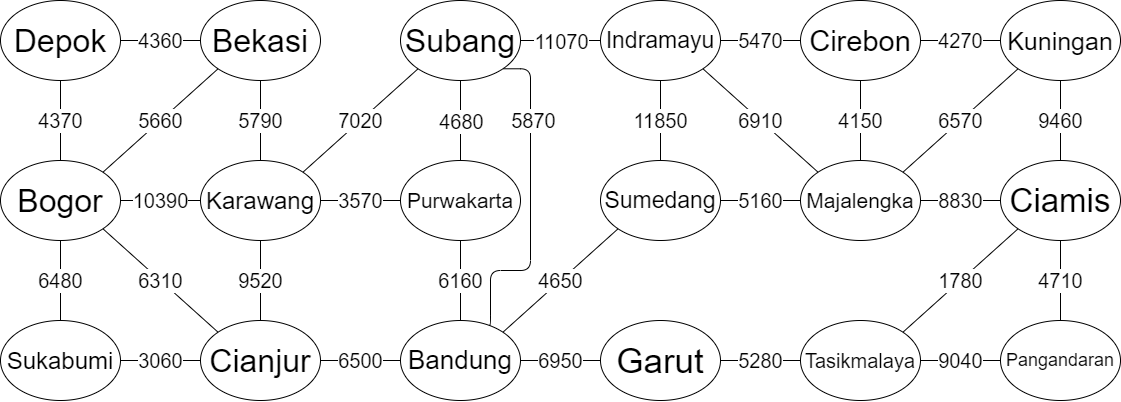 Depok 4360 Bekasi Subang 11070 Indramayu 5470 Cirebon 4270 Kuningan
4370 5660 5790 7020 4680 5870 11850 6910 4150 6570 9460
Bogor 10390 Karawang 3570 Purwakarta Sumedang 5160 Majalengka 8830 Ciamis
6480 6310 9520 6160 4650 1780 4710
Sukabumi 3060 Cianjur 6500 Bandung 6950 Garut 5280 Tasikmalaya 9040 Pangandaran